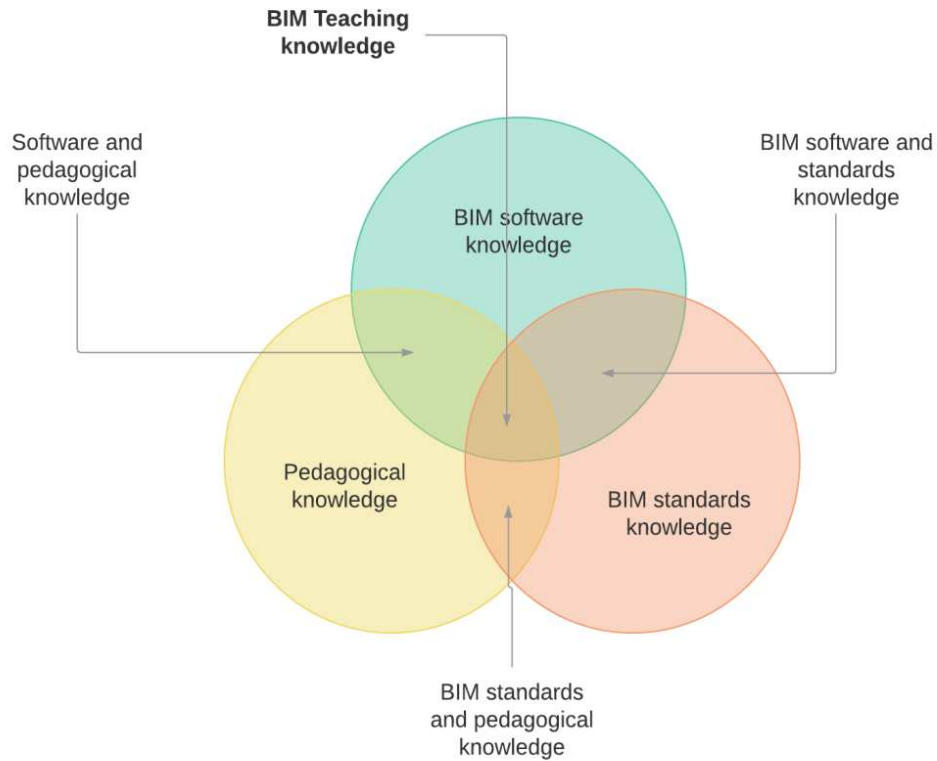 BIM Teaching
knowledge
Software and
pedagogical
knowledge
BIM software and
standards
knowledge
BIM software
knowledge
Pedagogical
knowledge
BIM standards
knowledge
BIM standards
and pedagogical
knowledge